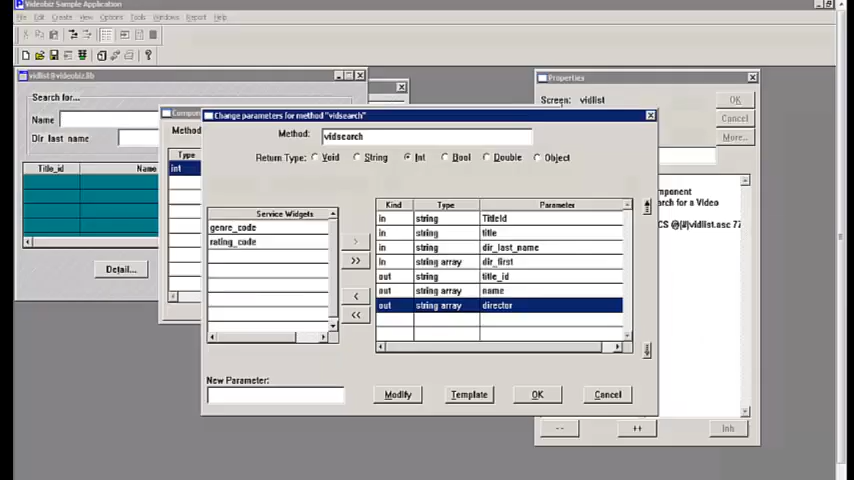 Videobiz Sample Application
File Edit Create View Options Tools Windows Report Help
vidlist@videobiz.lib
Search for...
Name
Dir_last_name
Title_id Name
Detail...
Compone
Method
Type
int
Change parameters for method "vidsearch"
Method: vidsearch
Return Type: Void String Int Bool Double Object
Service Widgets
genre_code
rating_code
>
>>
<
<<
Kind Type Parameter
in string TitleId
in string title
in string dir_last_name
in string array dir_first
out string title_id
out string array name
out string array director
New Parameter:
Modify Template OK Cancel
Properties
Screen: vidlist
OK
Cancel
More...
mponent
earch for a Video
CS @[#]vidlist.asc 77
-- ++ Inh